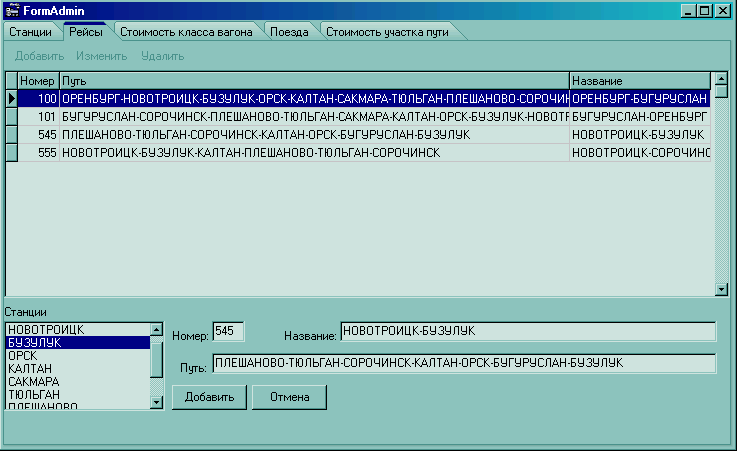 FormAdmin
Станции Рейсы Стоимость класса вагона Поезда Стоимость участка пути
Добавить Изменить Удалить
Номер Путь Название
100 ОРЕНБУРГ-НОВОТРОИЦК-БУЗУЛУК-ОРСК-КАЛТАН-САКМАРА-ТЮЛЬГАН-ПЛЕШАНОВО-СОРОЧИН ОРЕНБУРГ-БУГУРУСЛАН
101 БУГУРУСЛАН-СОРОЧИНСК-ПЛЕШАНОВО-ТЮЛЬГАН-САКМАРА-КАЛТАН-ОРСК-БУЗУЛУК-НОВОТ БУГУРУСЛАН-ОРЕНБУРГ
545 ПЛЕШАНОВО-ТЮЛЬГАН-СОРОЧИНСК-КАЛТАН-ОРСК-БУГУРУСЛАН-БУЗУЛУК НОВОТРОИЦК-БУЗУЛУК
555 НОВОТРОИЦК-БУЗУЛУК-КАЛТАН-ПЛЕШАНОВО-ТЮЛЬГАН-СОРОЧИНСК НОВОТРОИЦК-СОРОЧИНС
Станции
НОВОТРОИЦК
БУЗУЛУК
ОРСК
КАЛТАН
САКМАРА
ТЮЛЬГАН
ПЛЕШАНОВО
Номер: 545 Название: НОВОТРОИЦК-БУЗУЛУК
Путь: ПЛЕШАНОВО-ТЮЛЬГАН-СОРОЧИНСК-КАЛТАН-ОРСК-БУГУРУСЛАН-БУЗУЛУК
Добавить Отмена